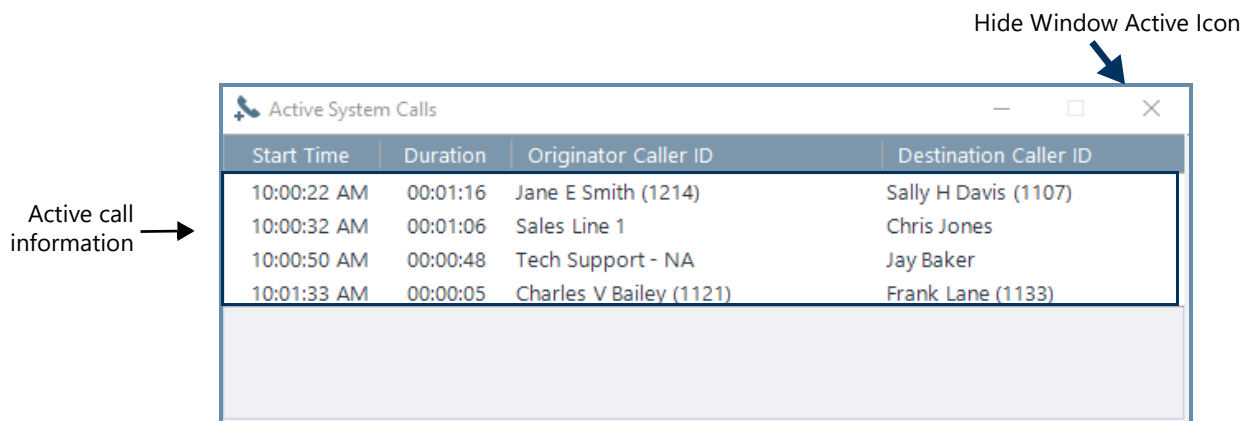 Hide Window Active Icon
Active System Calls
Start Time Duration Originator Caller ID Destination Caller ID
10:00:22 AM 00:01:16 Jane E Smith (1214) Sally H Davis (1107)
10:00:32 AM 00:01:06 Sales Line 1 Chris Jones
10:00:50 AM 00:00:48 Tech Support - NA Jay Baker
10:01:33 AM 00:00:05 Charles V Bailey (1121) Frank Lane (1133)
Active call
information